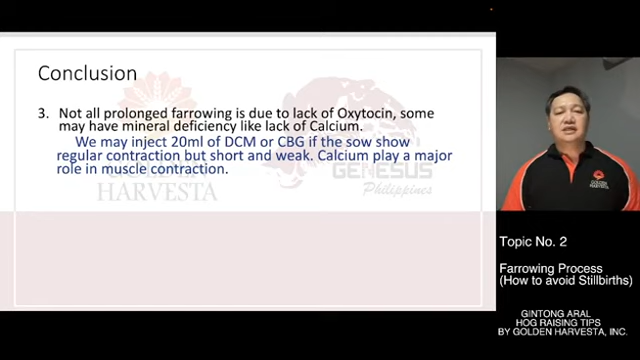 Conclusion
3. Not all prolonged farrowing is due to lack of Oxytocin, some
may have mineral deficiency like lack of Calcium.
We may inject 20ml of DCM or CBG if the sow show
regular contraction but short and weak. Calcium play a major
role in muscle contraction.
GOLDEN
HARVESTA
GENESUS
Philippines
GOLDEN
HARVESTA
Topic No. 2
Farrowing Process
(How to avoid Stillbirths)
GINTONG ARAL
HOG RAISING TIPS
BY GOLDEN HARVESTA, INC.